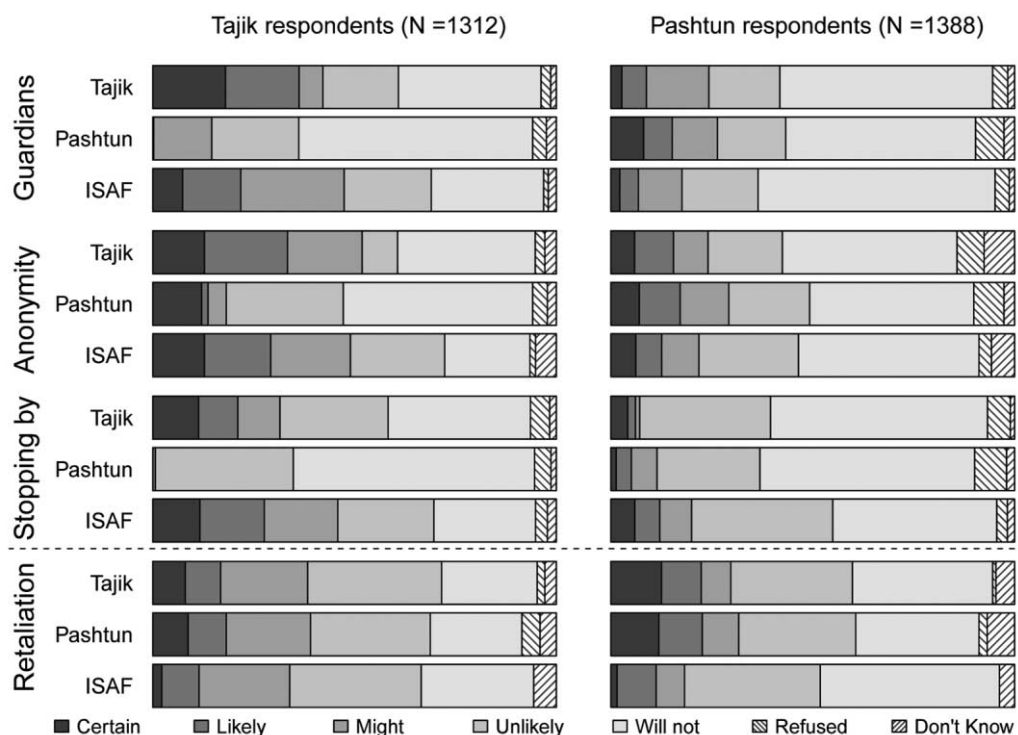 Tajik respondents (N =1312)
Pashtun respondents (N =1388)
Guardians
Tajik
Pashtun
ISAF
Anonymity
Tajik
Pashtun
ISAF
Stopping by
Tajik
Pashtun
ISAF
Retaliation
Tajik
Pashtun
ISAF
Certain Likely Might Unlikely Will not Refused Don't Know